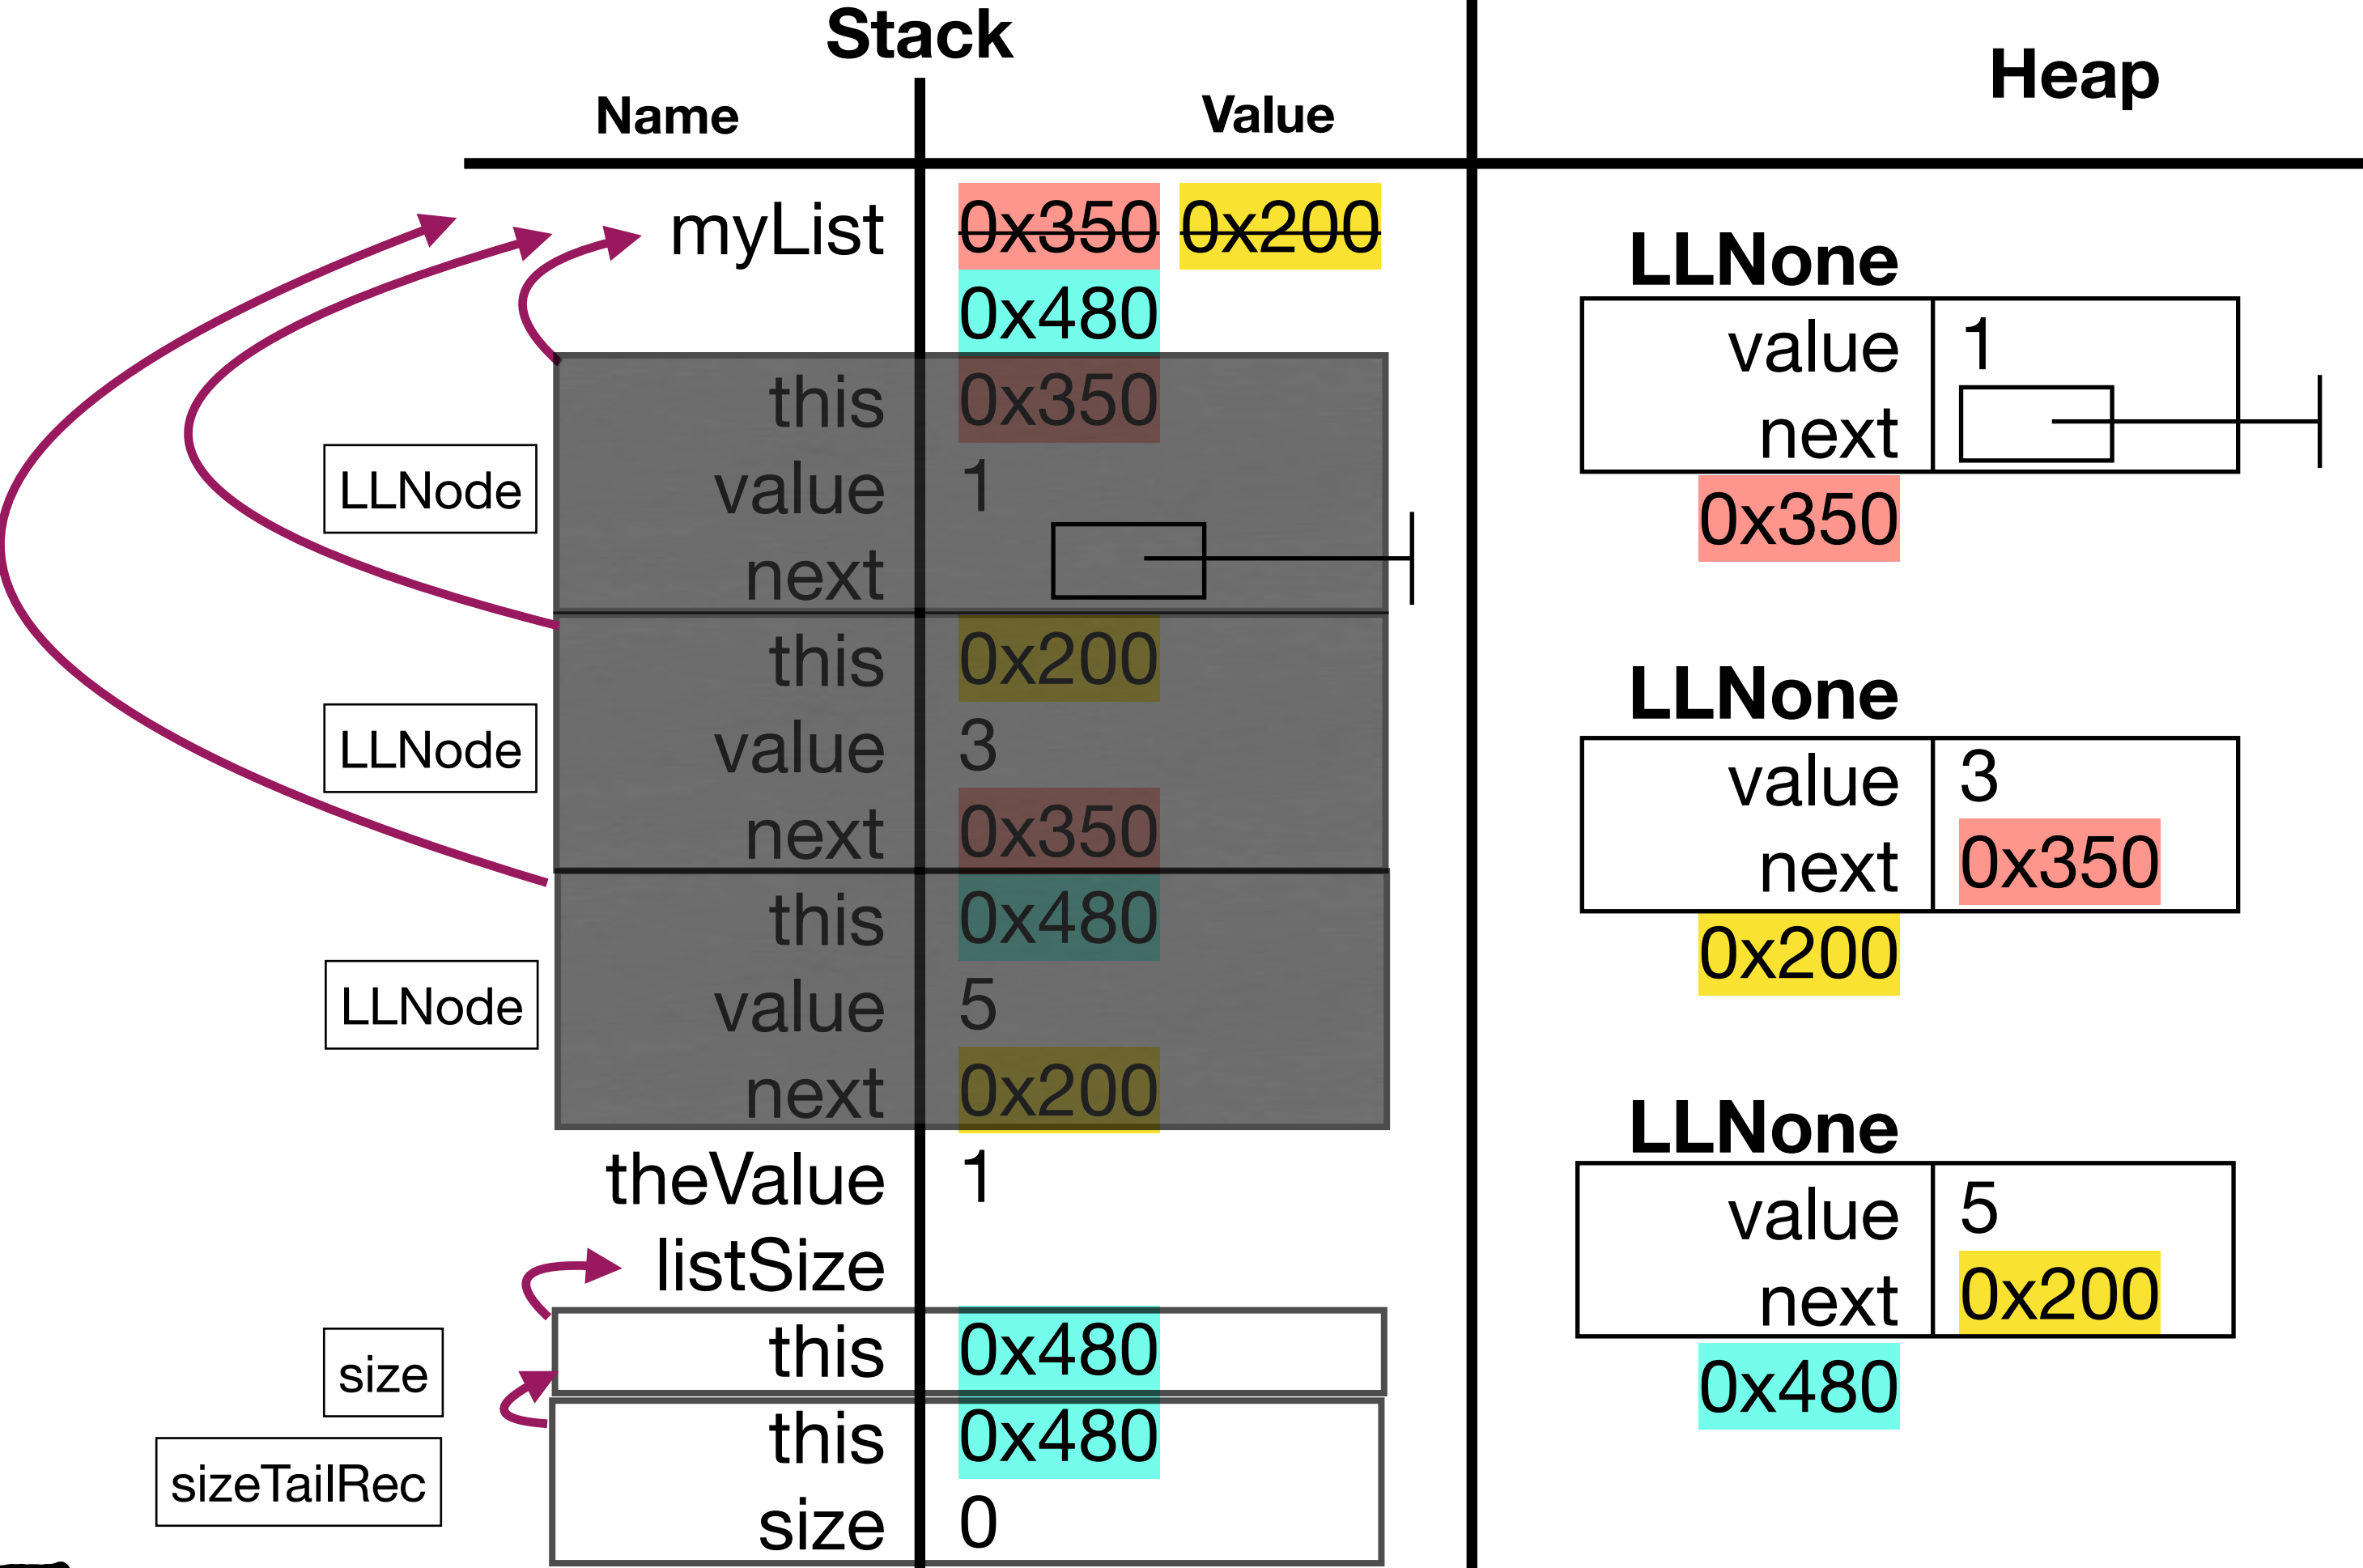 Stack
Name
Value
myList
0x350 0x200
0x480
this
0x350
LLNode
value
1
next
this
0x200
LLNode
value
3
next
0x350
this
0x480
LLNode
value
5
next
0x200
theValue
1
listSize
size
this
0x480
sizeTailRec
this
0x480
size
0
Heap
LLNone
value
1
next
0x350
LLNone
value
3
next
0x350
0x200
LLNone
value
5
next
0x200
0x480